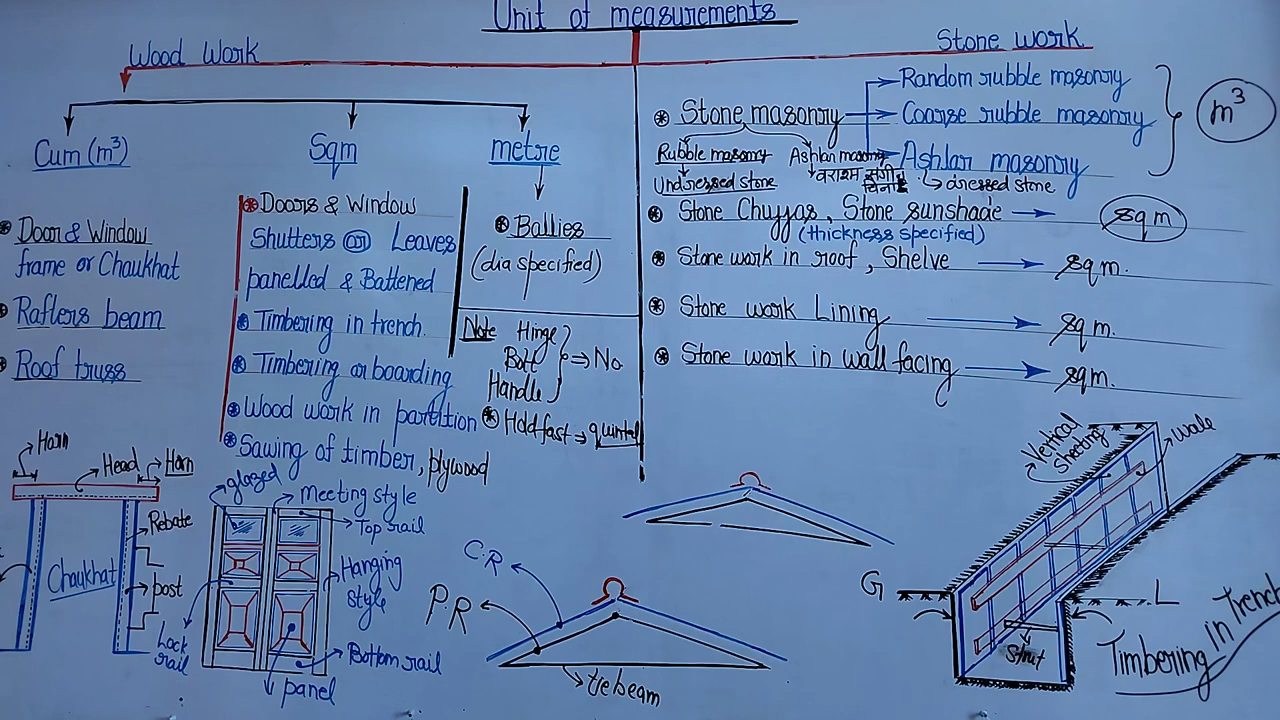 Unit of measurements
Wood Work
Stone work
Cum (m³)
Door & Window
frame or Chaukhat
Rafters beam
Roof truss
Sqm
Doors & Window
Shutters or Leaves
panelled & Battened
Timbering in trench.
Timbering or boarding
Wood work in partition
Sawing of timber, plywood
metre
Ballies
(dia specified)
Note Hinge
Bolt
Handle
⇒ No
Hold fast ⇒ quintal
Stone masonry
Random rubble masonry
Coarse rubble masonry
Ashlar masonry
m³
Rubble masonry
Undressed stone
Ashlar masonry
dressed stone
Stone Chujjas, Stone sunshade → sqm
(thickness specified)
Stone work in roof, Shelve → sqm.
Stone work Lining → sqm.
Stone work in wall facing → sqm.
Horn
Head
Horn
Rebate
Chaukhat
post
glazed
Meeting style
Top rail
Hanging
style
Lock
rail
Bottom rail
panel
C.R
P.R
tie beam
Vertical
sheeting
wale
G
L
Strut
Timbering in Trench